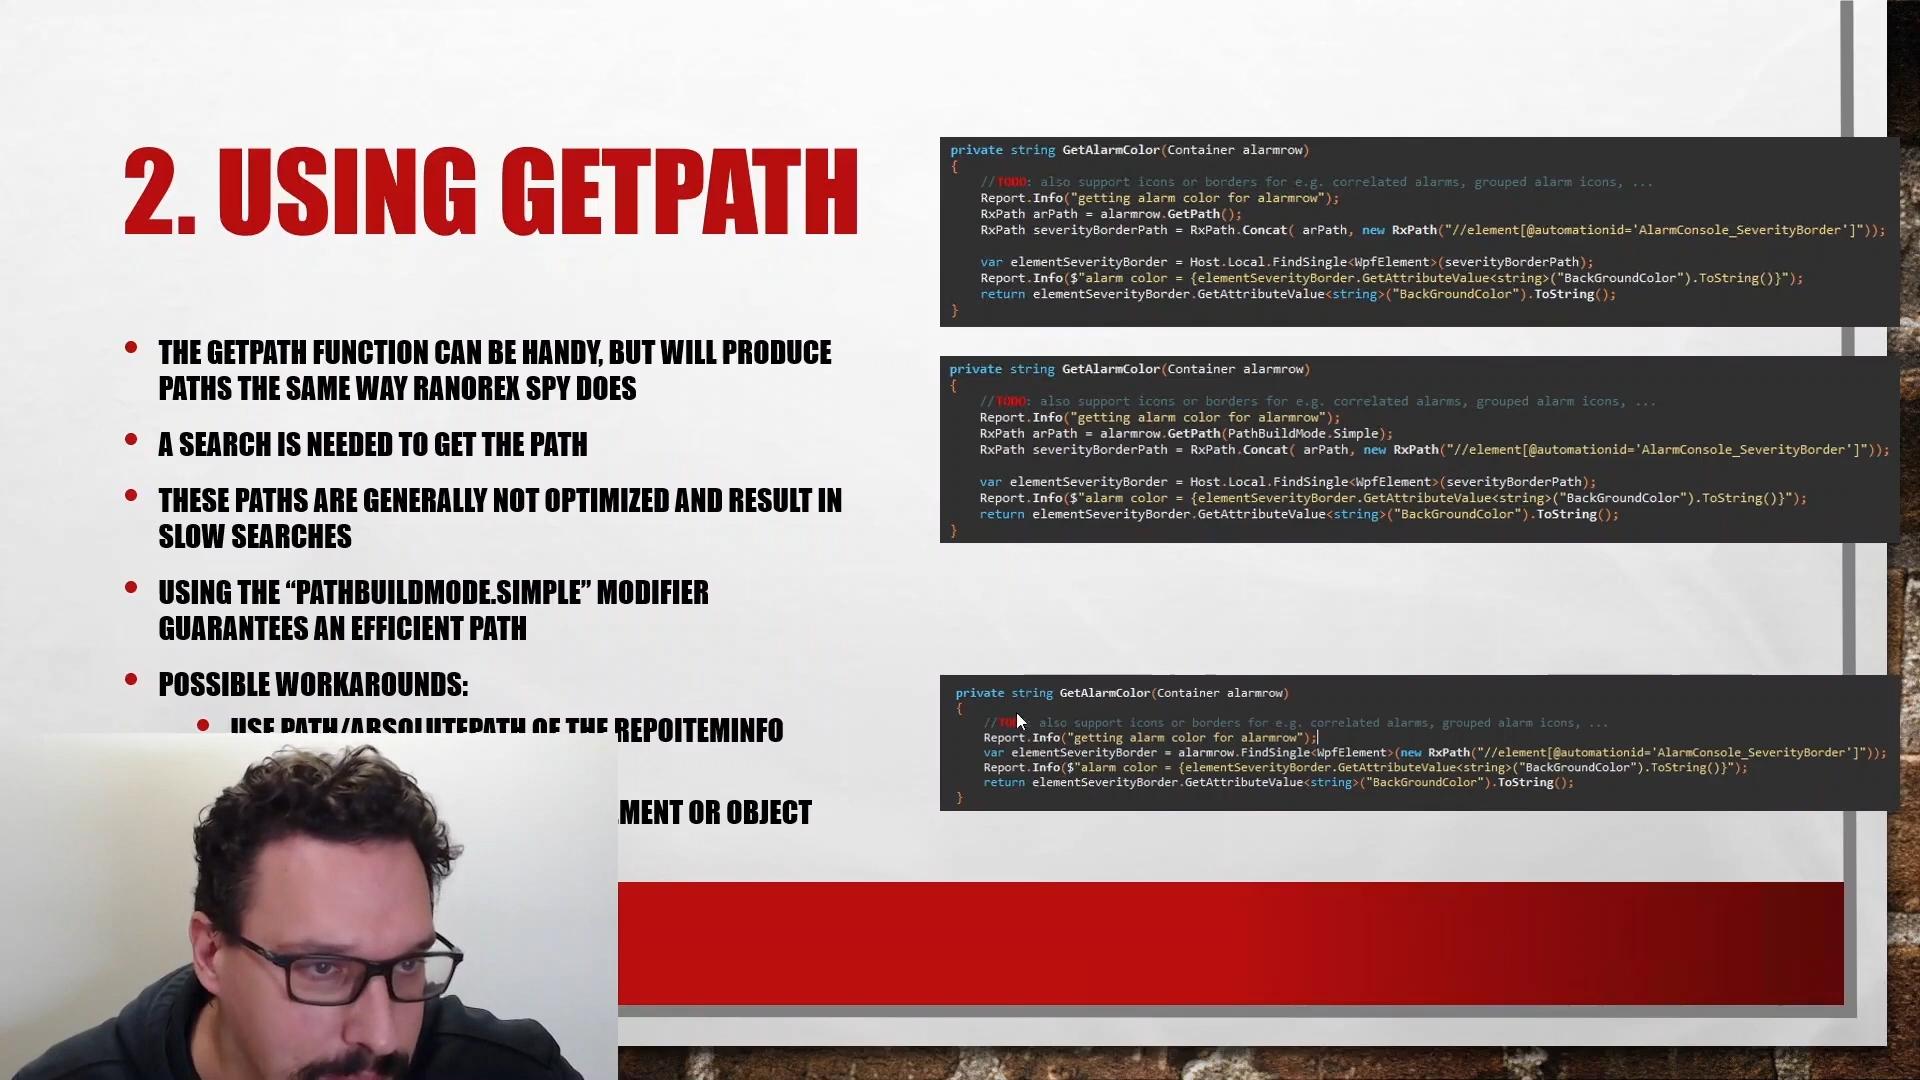 2. USING GETPATH
THE GETPATH FUNCTION CAN BE HANDY, BUT WILL PRODUCE
PATHS THE SAME WAY RANOREX SPY DOES
A SEARCH IS NEEDED TO GET THE PATH
THESE PATHS ARE GENERALLY NOT OPTIMIZED AND RESULT IN
SLOW SEARCHES
USING THE “PATHBUILDMODE.SIMPLE” MODIFIER
GUARANTEES AN EFFICIENT PATH
POSSIBLE WORKAROUNDS:
USE PATH/ABSOLUTEPATH OF THE REPOITEMINFO
OR OBJECT
private string GetAlarmColor(Container alarmrow)
{
//TODO: also support icons or borders for e.g. correlated alarms, grouped alarm icons, ...
Report.Info("getting alarm color for alarmrow");
RxPath arPath = alarmrow.GetPath();
RxPath severityBorderPath = RxPath.Concat( arPath, new RxPath("//element[@automationid='AlarmConsole_SeverityBorder']"));
var elementSeverityBorder = Host.Local.FindSingle<WpfElement>(severityBorderPath);
Report.Info($"alarm color = {elementSeverityBorder.GetAttributeValue<string>("BackGroundColor").ToString()}");
return elementSeverityBorder.GetAttributeValue<string>("BackGroundColor").ToString();
}
private string GetAlarmColor(Container alarmrow)
{
//TODO: also support icons or borders for e.g. correlated alarms, grouped alarm icons, ...
Report.Info("getting alarm color for alarmrow");
RxPath arPath = alarmrow.GetPath(PathBuildMode.Simple);
RxPath severityBorderPath = RxPath.Concat( arPath, new RxPath("//element[@automationid='AlarmConsole_SeverityBorder']"));
var elementSeverityBorder = Host.Local.FindSingle<WpfElement>(severityBorderPath);
Report.Info($"alarm color = {elementSeverityBorder.GetAttributeValue<string>("BackGroundColor").ToString()}");
return elementSeverityBorder.GetAttributeValue<string>("BackGroundColor").ToString();
}
private string GetAlarmColor(Container alarmrow)
{
also support icons or borders for e.g. correlated alarms, grouped alarm icons, ...
Report.Info("getting alarm color for alarmrow");
var elementSeverityBorder = alarmrow.FindSingle<WpfElement>(new RxPath("//element[@automationid='AlarmConsole_SeverityBorder']"));
Report.Info($"alarm color = {elementSeverityBorder.GetAttributeValue<string>("BackGroundColor").ToString()}");
return elementSeverityBorder.GetAttributeValue<string>("BackGroundColor").ToString();
}